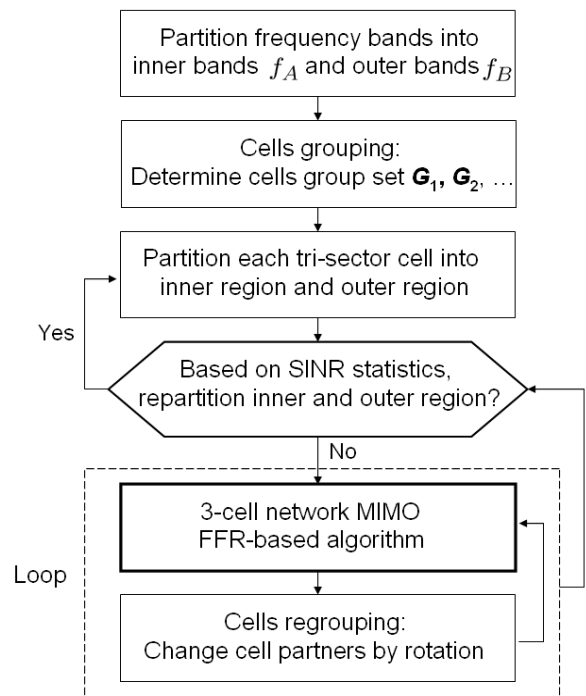 Partition frequency bands into
inner bands f_A and outer bands f_B
Cells grouping:
Determine cells group set G₁, G₂, ...
Partition each tri-sector cell into
inner region and outer region
Yes
Based on SINR statistics,
repartition inner and outer region?
No
3-cell network MIMO
FFR-based algorithm
Loop
Cells regrouping:
Change cell partners by rotation